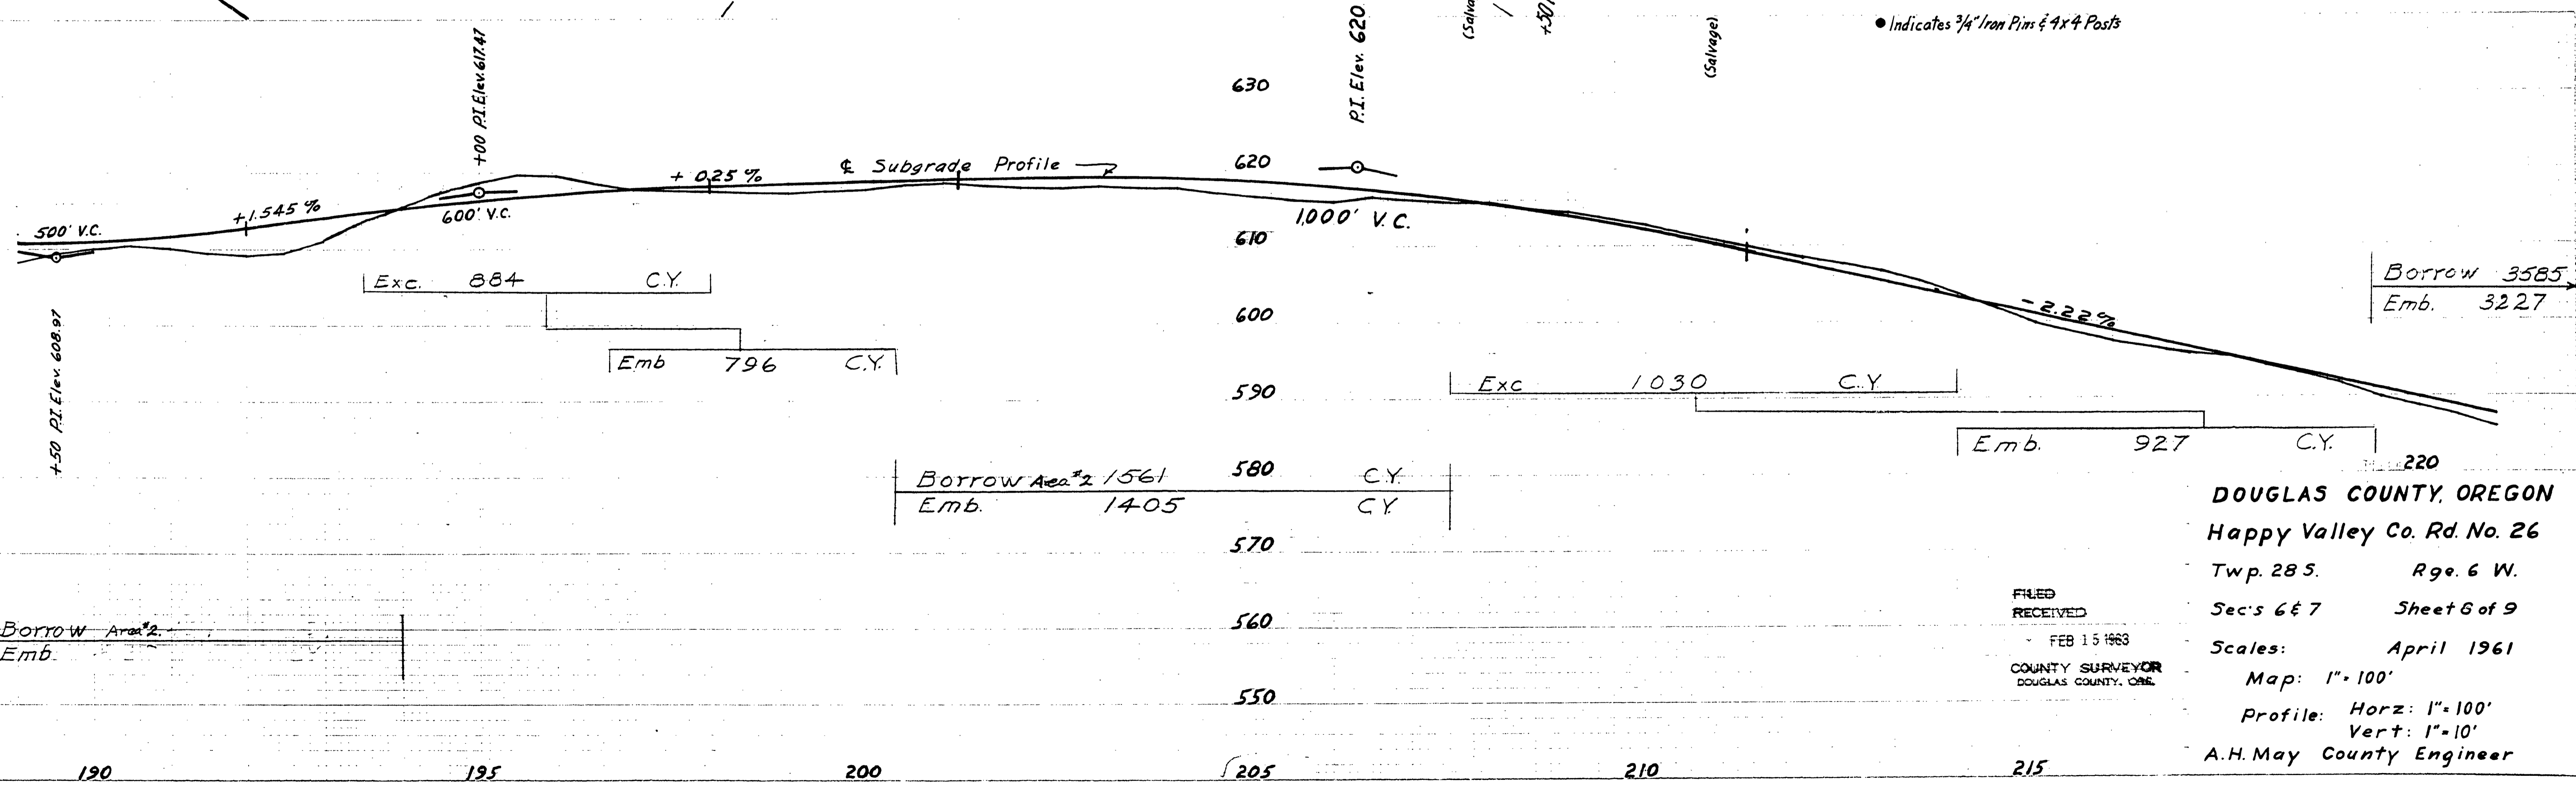 ● Indicates 3/4" Iron Pins & 4x4 Posts
(Salvage)
+50
P.I. Elev. 620
+00 P.I. Elev. 617.47
630
620
℄ Subgrade Profile
+ 0.25 %
+1.545 %
600' V.C.
500' V.C.
1,000' V.C.
610
Exc. 884 C.Y.
Borrow 3585
Emb. 3227
600
-2.22 %
+50 P.I. Elev. 608.97
Emb 796 C.Y.
590
Exc 1030 C.Y.
Emb. 927 C.Y.
580
Borrow Area #2 1561 C.Y.
Emb. 1405 C.Y.
220
570
560
550
Borrow Area #2.
Emb.
FILED
RECEIVED
FEB 15 1963
COUNTY SURVEYOR
DOUGLAS COUNTY, ORE.
DOUGLAS COUNTY, OREGON
Happy Valley Co. Rd. No. 26
Twp. 28 S. Rge. 6 W.
Sec's 6 & 7 Sheet 6 of 9
Scales: April 1961
Map: 1" = 100'
Profile: Horz: 1" = 100'
Vert: 1" = 10'
A.H. May County Engineer
190 195 200 205 210 215